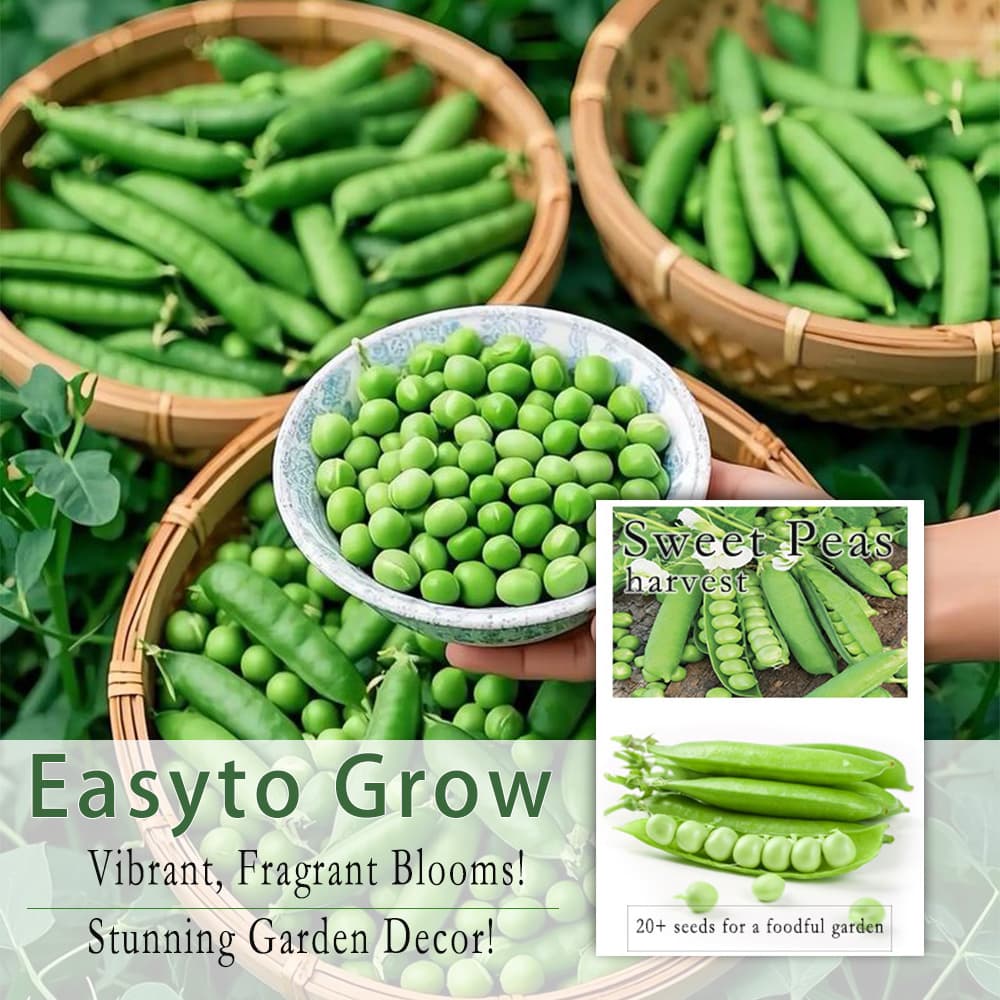 Sweet Peas
harvest
20+ seeds for a foodful garden
Easyto Grow
Vibrant, Fragrant Blooms!
Stunning Garden Decor!